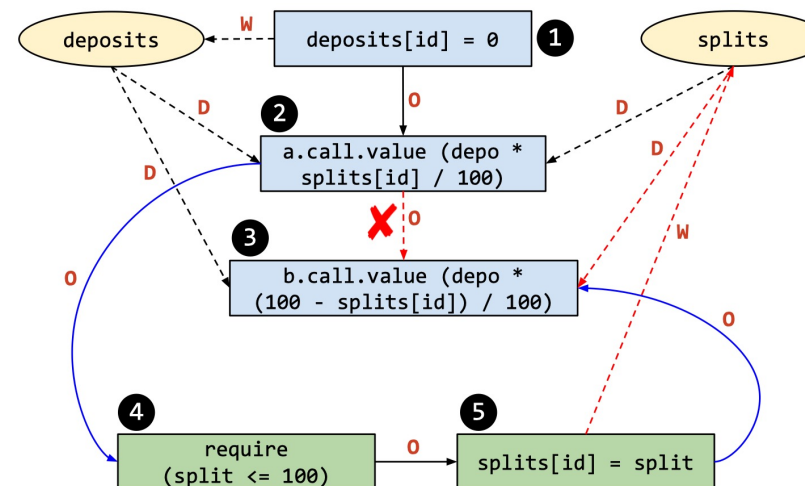 deposits
W
deposits[id] = 0
1
splits
O
2
D
D
a.call.value (depo *
splits[id] / 100)
D
D
O
W
3
b.call.value (depo *
(100 - splits[id]) / 100)
O
O
4
5
require
(split <= 100)
O
splits[id] = split